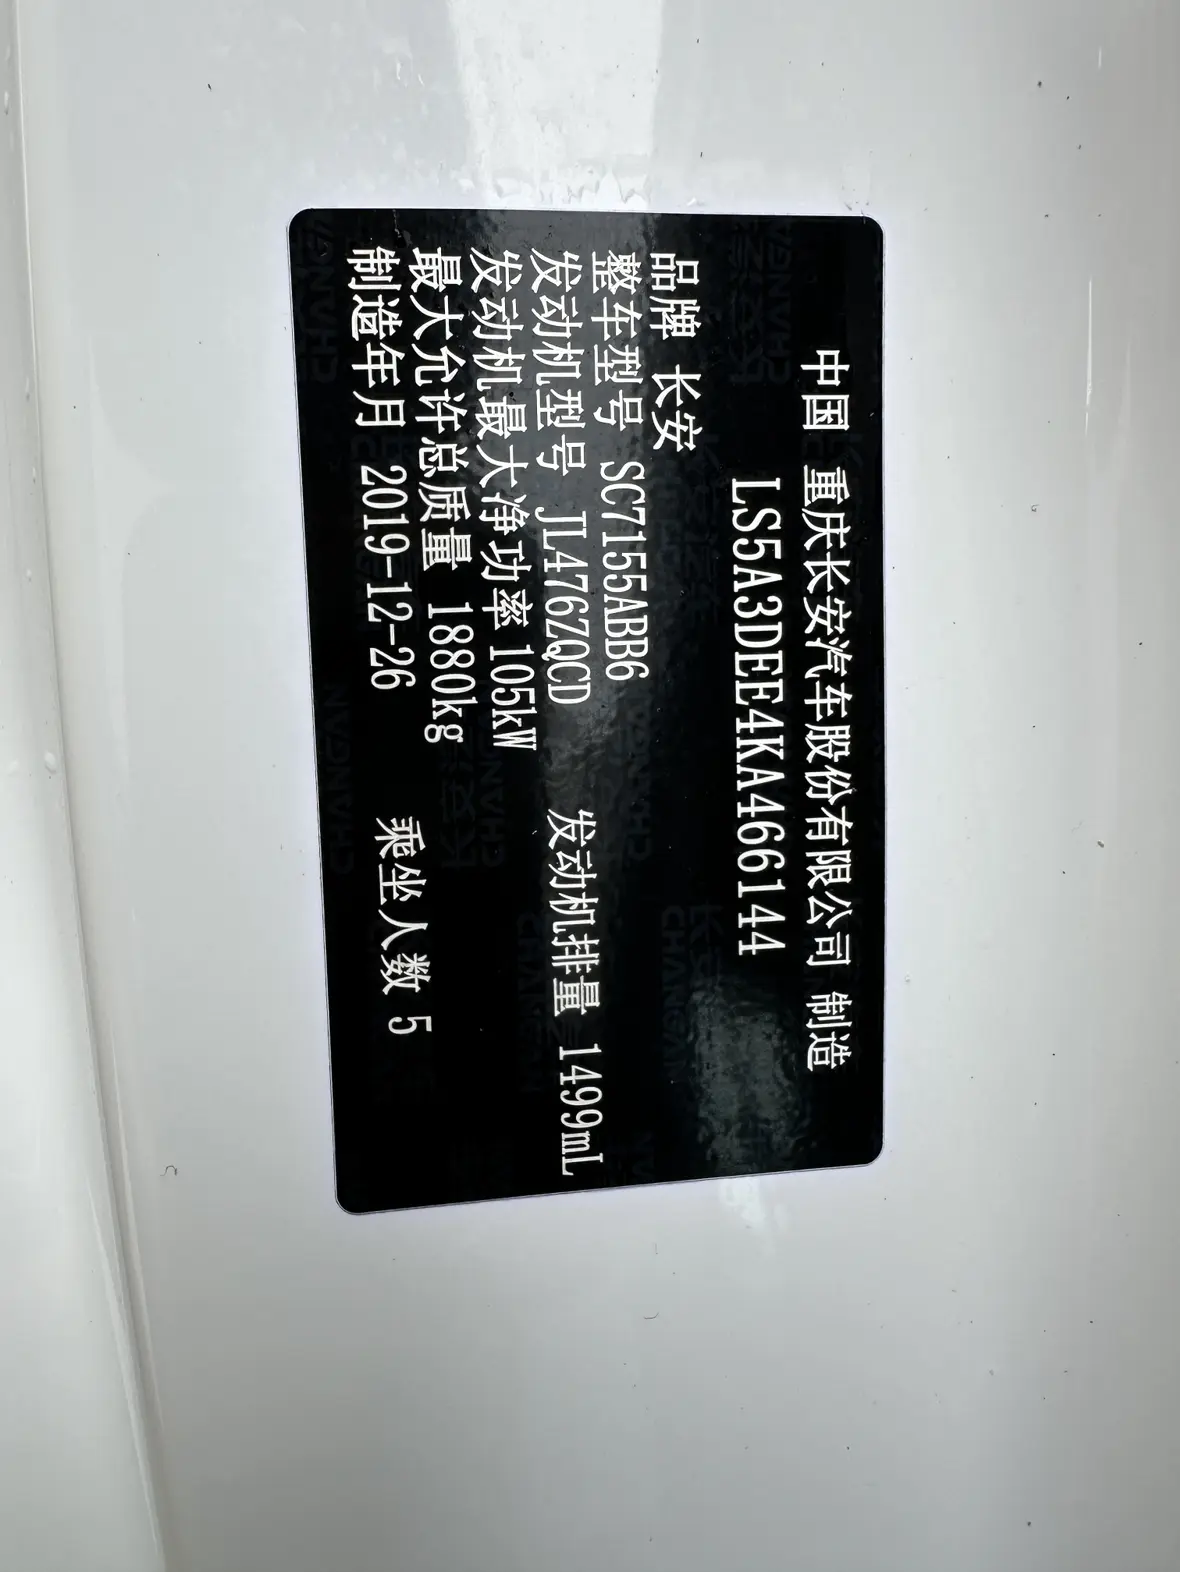 中国 重庆长安汽车股份有限公司 制造
LS5A3DEE4KA466144
品牌 长安
整车型号 SC7155ABB6
发动机型号 JL476ZQCD 发动机排量 1499mL
发动机最大净功率 105kW
最大允许总质量 1880kg
制造年月 2019-12-26 乘坐人数 5